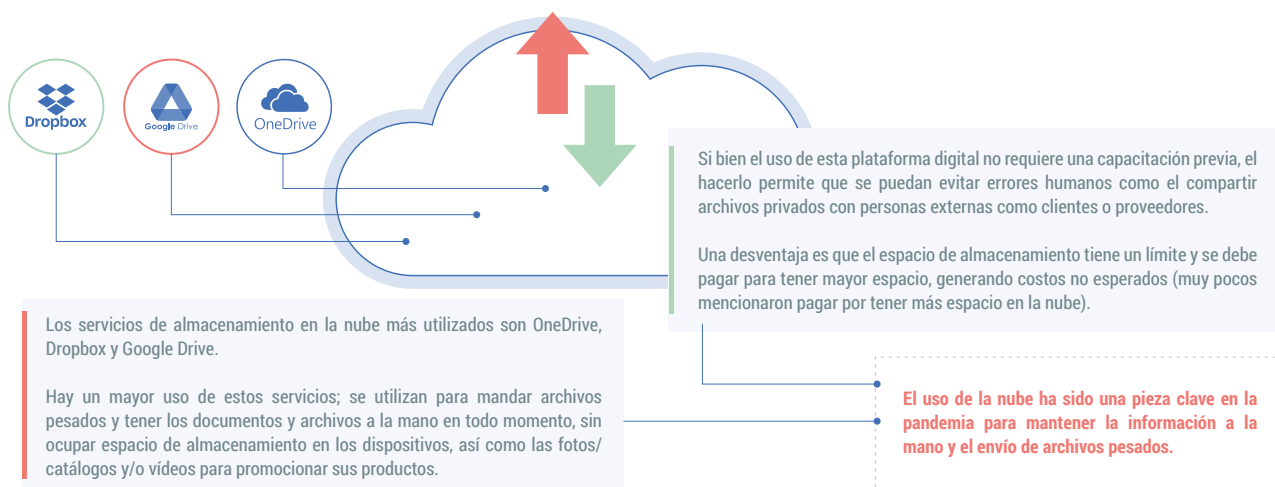 Dropbox
Google Drive
OneDrive
Si bien el uso de esta plataforma digital no requiere una capacitación previa, el
hacerlo permite que se puedan evitar errores humanos como el compartir
archivos privados con personas externas como clientes o proveedores.
Una desventaja es que el espacio de almacenamiento tiene un límite y se debe
pagar para tener mayor espacio, generando costos no esperados (muy pocos
mencionaron pagar por tener más espacio en la nube).
Los servicios de almacenamiento en la nube más utilizados son OneDrive,
Dropbox y Google Drive.
Hay un mayor uso de estos servicios; se utilizan para mandar archivos
pesados y tener los documentos y archivos a la mano en todo momento, sin
ocupar espacio de almacenamiento en los dispositivos, así como las fotos/
catálogos y/o vídeos para promocionar sus productos.
El uso de la nube ha sido una pieza clave en la
pandemia para mantener la información a la
mano y el envío de archivos pesados.